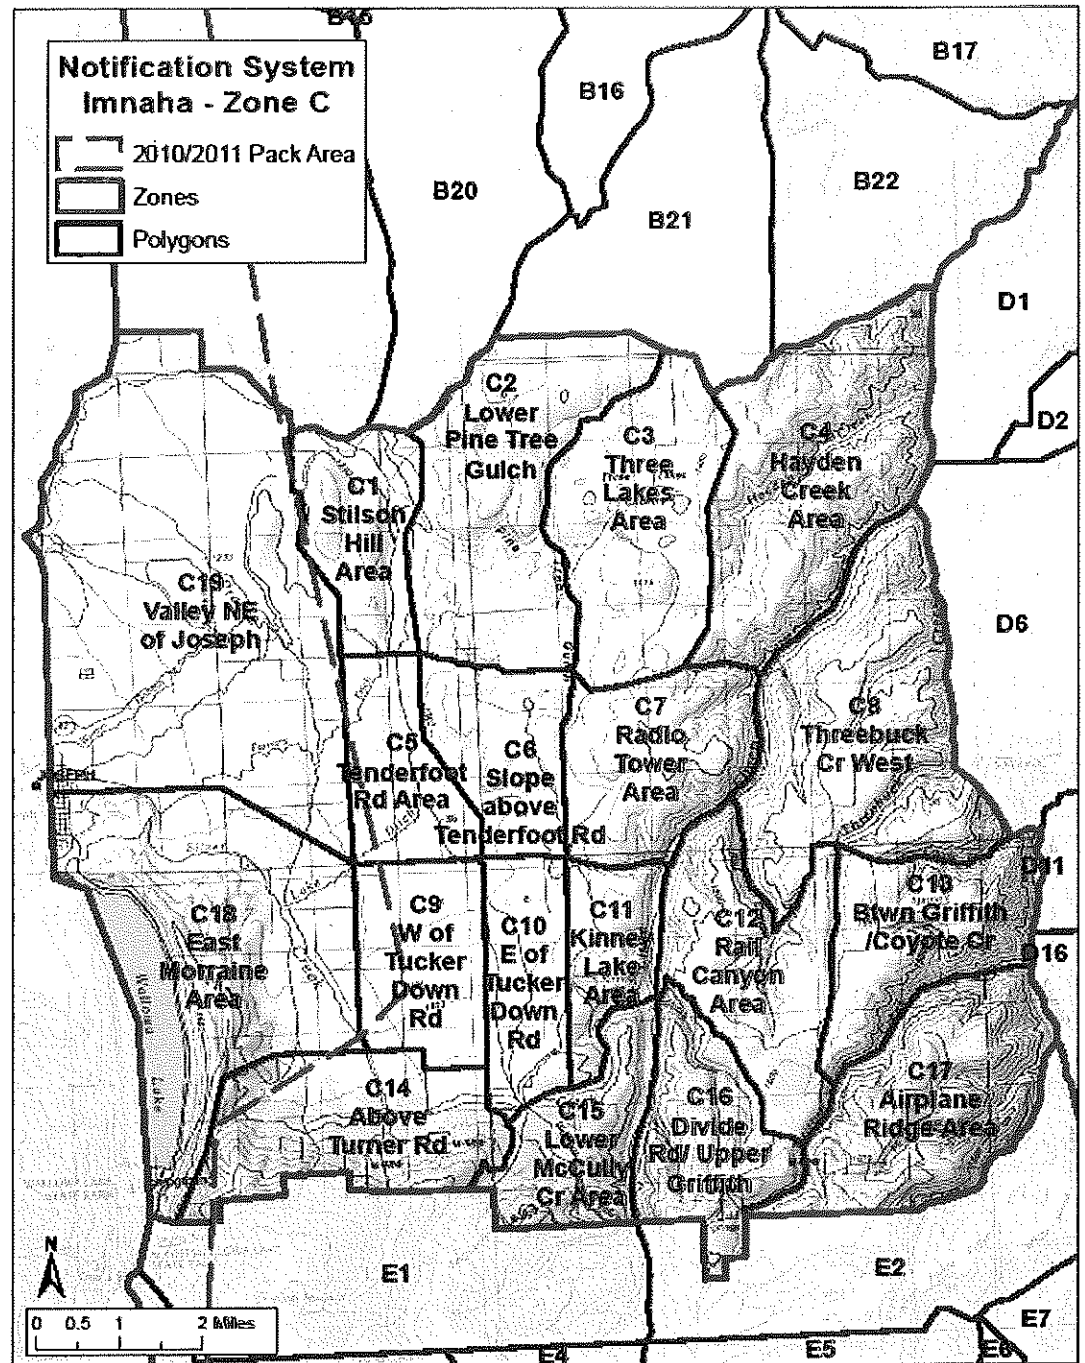 B15
Notification System
Imnaha - Zone C
2010/2011 Pack Area
Zones
Polygons
B17
B16
B20
B22
B21
D1
D2
C2
Lower
Pine Tree
Gulch
C3
Three
Lakes
Area
C4
Hayden
Creek
Area
C1
Stilson
Hill
Area
Pine
C19
Valley NE
of Joseph
D6
C5
Tenderfoot
Rd Area
C6
Slope
above
Tenderfoot Rd
C7
Radio
Tower
Area
C8
Threebuck
Cr West
JOSEPH
C18
East
Morraine
Area
Wallowa
Lake
Creek
C9
W of
Tucker
Down
Rd
C10
E of
Tucker
Down
Rd
C11
Kinney
Lake
Area
C12
Rail
Canyon
Area
C13
Btwn Griffith
/Coyote Cr
D11
D16
C14
Above
Turner Rd
C15
Lower
McCully
Cr Area
C16
Divide
Rd/ Upper
Griffith
C17
Airplane
Ridge Area
N
0 0.5 1 2 Miles
E1
E2
E7
E4
E5
E6